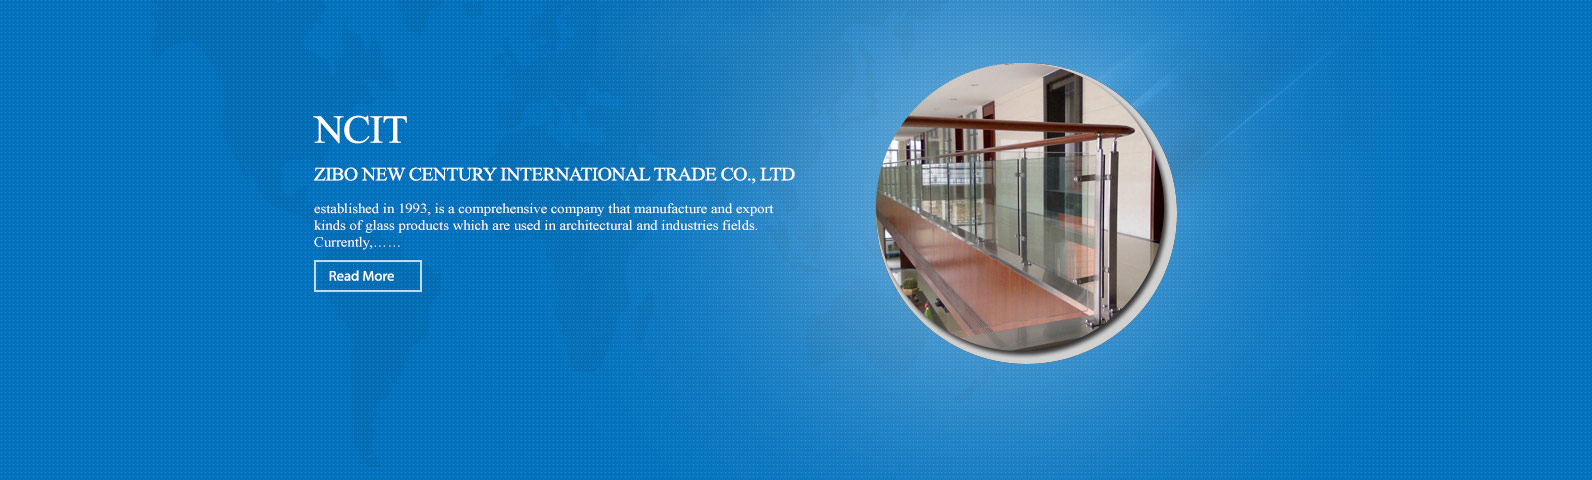 NCIT
ZIBO NEW CENTURY INTERNATIONAL TRADE CO., LTD
established in 1993, is a comprehensive company that manufacture and export
kinds of glass products which are used in architectural and industries fields.
Currently,……
Read More